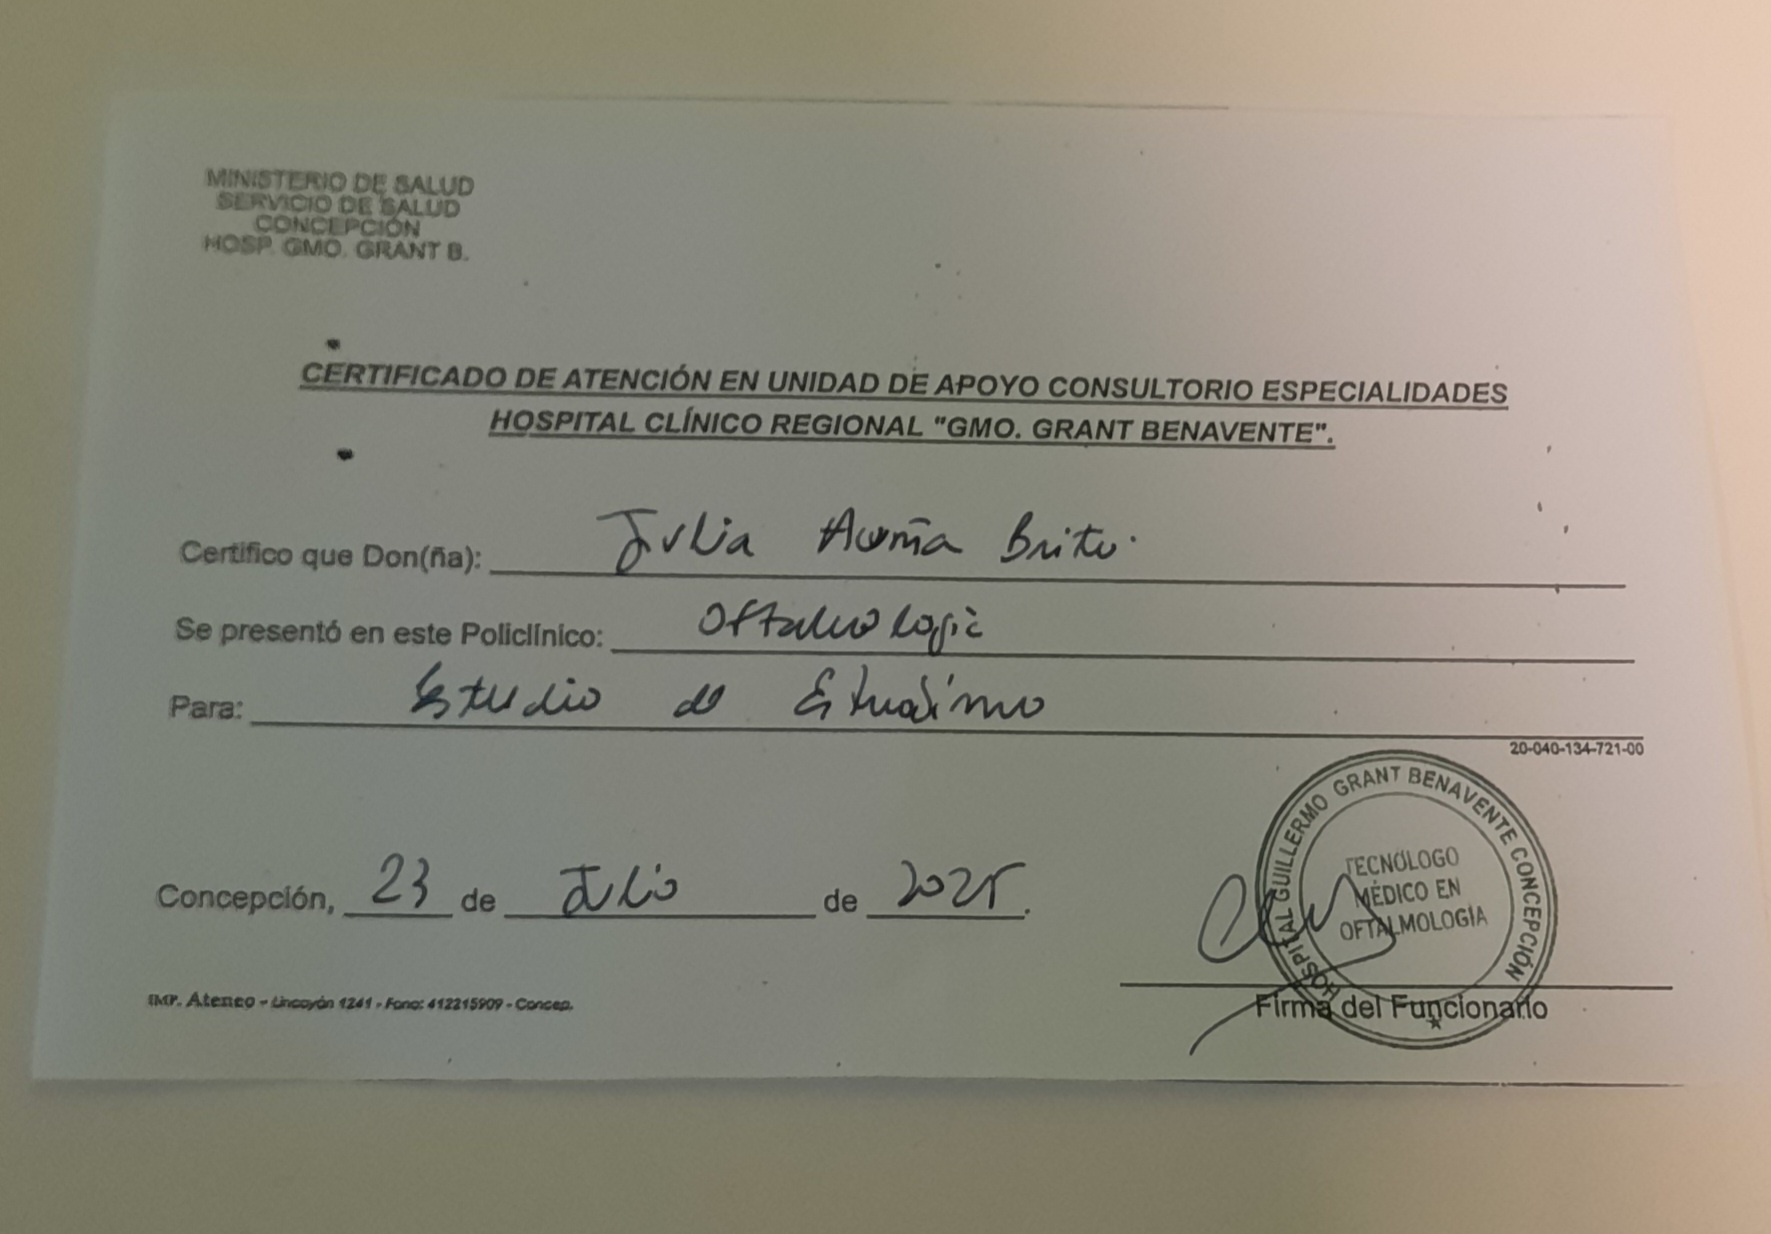 MINISTERIO DE SALUD
SERVICIO DE SALUD
CONCEPCIÓN
HOSP. GMO. GRANT B.
CERTIFICADO DE ATENCIÓN EN UNIDAD DE APOYO CONSULTORIO ESPECIALIDADES
HOSPITAL CLÍNICO REGIONAL "GMO. GRANT BENAVENTE".
Certifico que Don(ña): Julia Acuña Brito.
Se presentó en este Policlínico: Oftalmología
Para: Estudio de
20-040-134-721-00
HOSPITAL GUILLERMO GRANT BENAVENTE CONCEPCIÓN
TECNÓLOGO
MÉDICO EN
OFTALMOLOGÍA
Concepción, 23 de Julio de 2025.
Firma del Funcionario
IMP. Ateneo - Lincoyán 1241 - Fono: 412215909 - Concep.